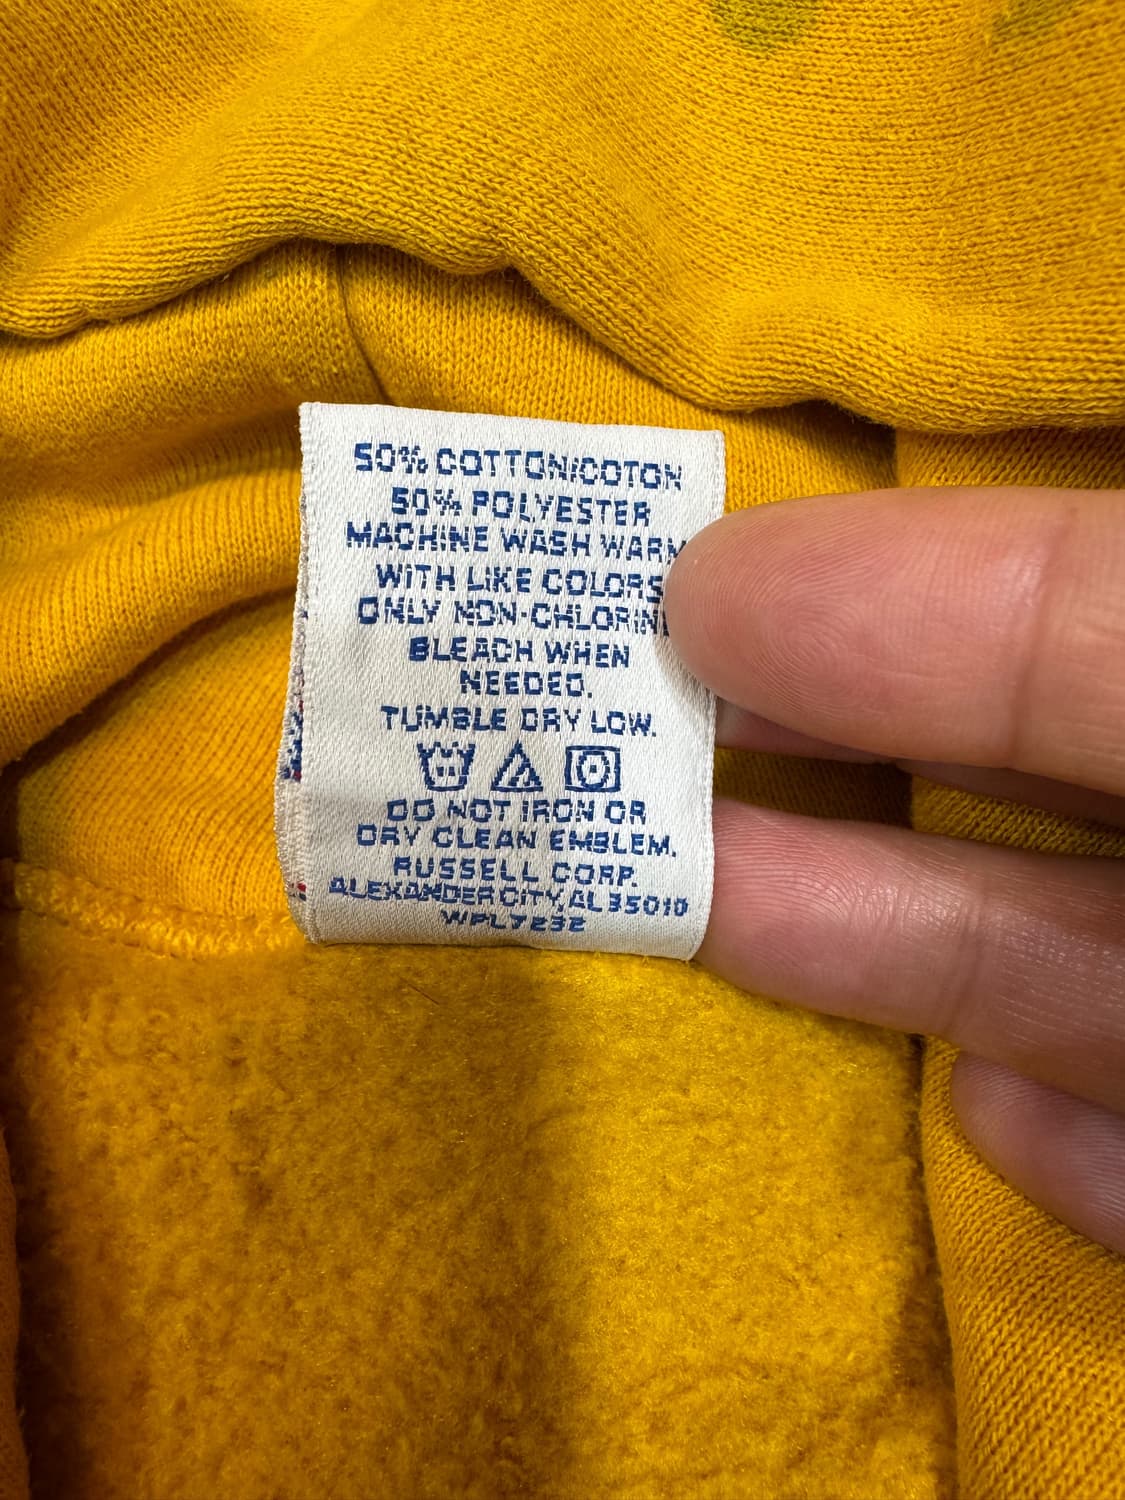 50% COTTON/COTON
50% POLYESTER
MACHINE WASH WARM
WITH LIKE COLORS
ONLY NON-CHLORINE
BLEACH WHEN
NEEDED.
TUMBLE DRY LOW.
DO NOT IRON OR
DRY CLEAN EMBLEM.
RUSSELL CORP.
ALEXANDER CITY, AL 35010
WPL7232